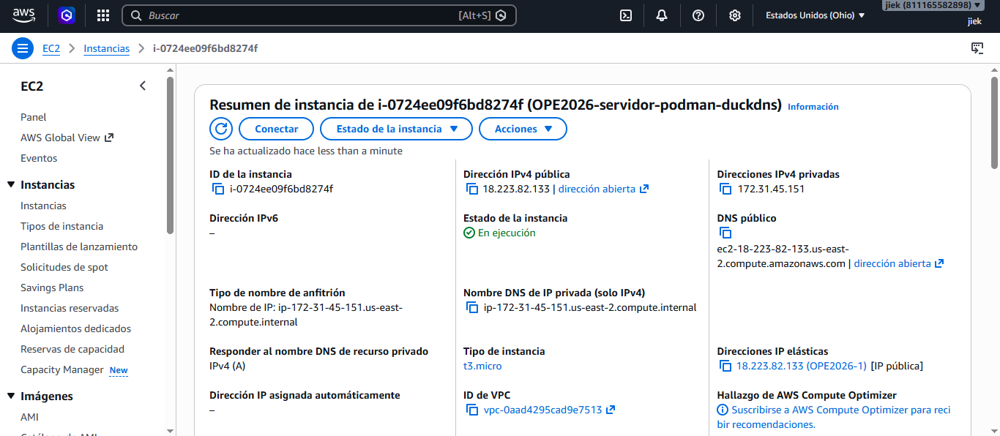 aws
Buscar
[Alt+S]
Estados Unidos (Ohio)
jiek (811165582898)
jiek
EC2
Instancias
i-0724ee09f6bd8274f
EC2
Panel
AWS Global View
Eventos
Instancias
Instancias
Tipos de instancia
Plantillas de lanzamiento
Solicitudes de spot
Savings Plans
Instancias reservadas
Alojamientos dedicados
Reservas de capacidad
Capacity Manager New
Imágenes
AMI
Catálogo de AMI
Resumen de instancia de i-0724ee09f6bd8274f (OPE2026-servidor-podman-duckdns) Información
Conectar
Estado de la instancia
Acciones
Se ha actualizado hace less than a minute
ID de la instancia
i-0724ee09f6bd8274f
Dirección IPv4 pública
18.223.82.133 | dirección abierta
Direcciones IPv4 privadas
172.31.45.151
Dirección IPv6
–
Estado de la instancia
En ejecución
DNS público
ec2-18-223-82-133.us-east-
2.compute.amazonaws.com | dirección abierta
Tipo de nombre de anfitrión
Nombre de IP: ip-172-31-45-151.us-east-
2.compute.internal
Nombre DNS de IP privada (solo IPv4)
ip-172-31-45-151.us-east-2.compute.internal
Responder al nombre DNS de recurso privado
IPv4 (A)
Tipo de instancia
t3.micro
Direcciones IP elásticas
18.223.82.133 (OPE2026-1) [IP pública]
Dirección IP asignada automáticamente
–
ID de VPC
vpc-0aad4295cad9e7513
Hallazgo de AWS Compute Optimizer
Suscribirse a AWS Compute Optimizer para reci
bir recomendaciones.